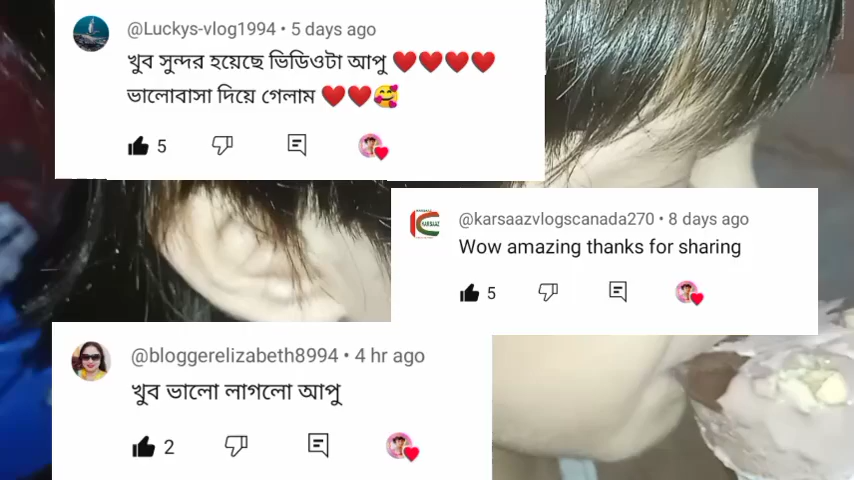 @Luckys-vlog1994 • 5 days ago
খুব সুন্দর হয়েছে ভিডিওটা আপু ❤️❤️❤️❤️
ভালোবাসা দিয়ে গেলাম ❤️❤️🥰
5
@karsaazvlogscanada270 • 8 days ago
KARSAAZ
Wow amazing thanks for sharing
5
@bloggerelizabeth8994 • 4 hr ago
খুব ভালো লাগলো আপু
2